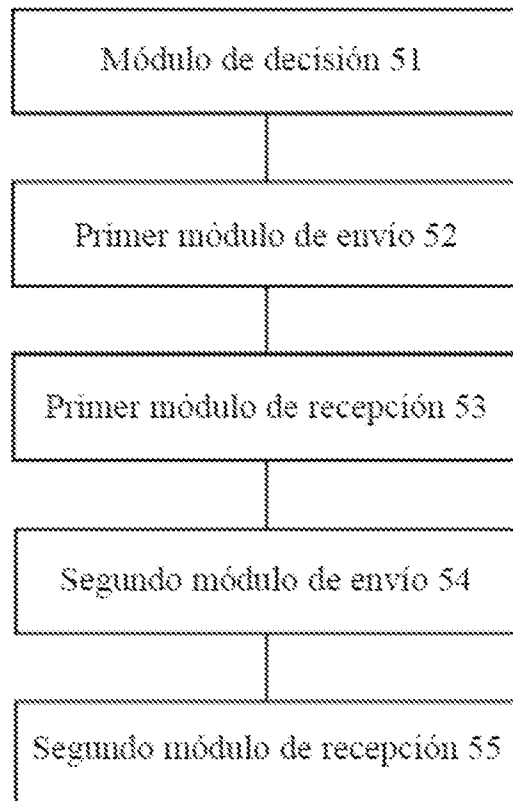 Módulo de decisión 51
Primer módulo de envío 52
Primer módulo de recepción 53
Segundo módulo de envío 54
Segundo módulo de recepción 55